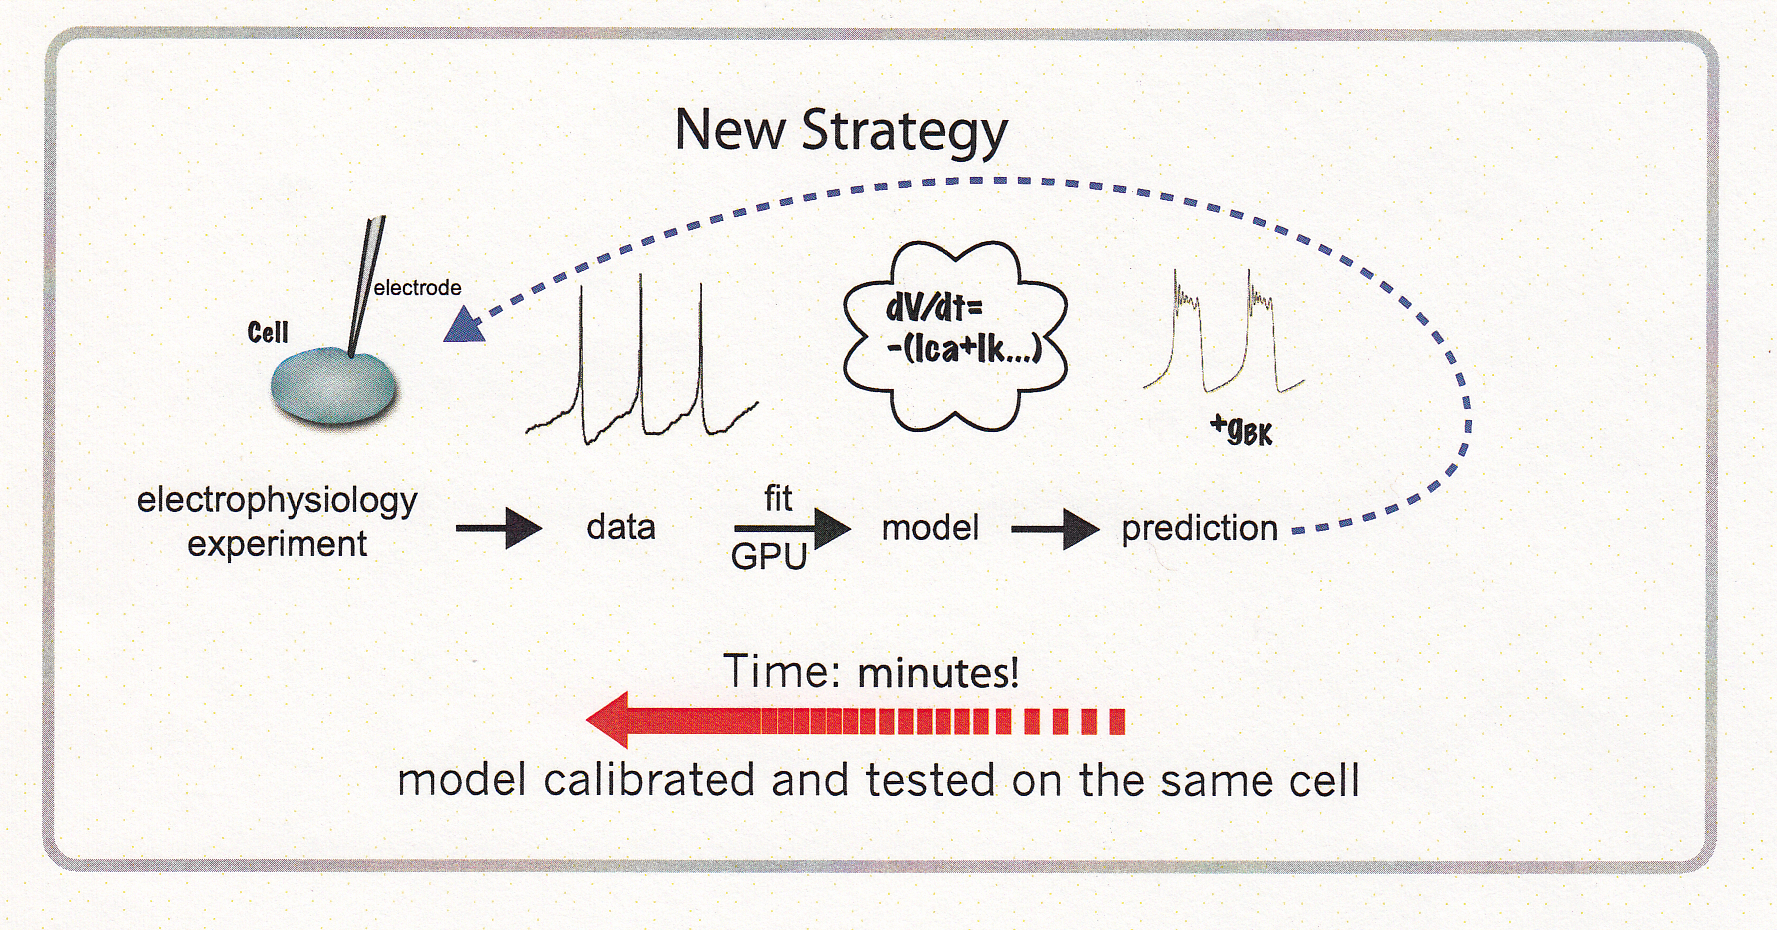 New Strategy
electrode
Cell
dV/dt=
-(Ica+Ik...)
+gBK
electrophysiology
experiment
data
fit
GPU
model
prediction
Time: minutes!
model calibrated and tested on the same cell